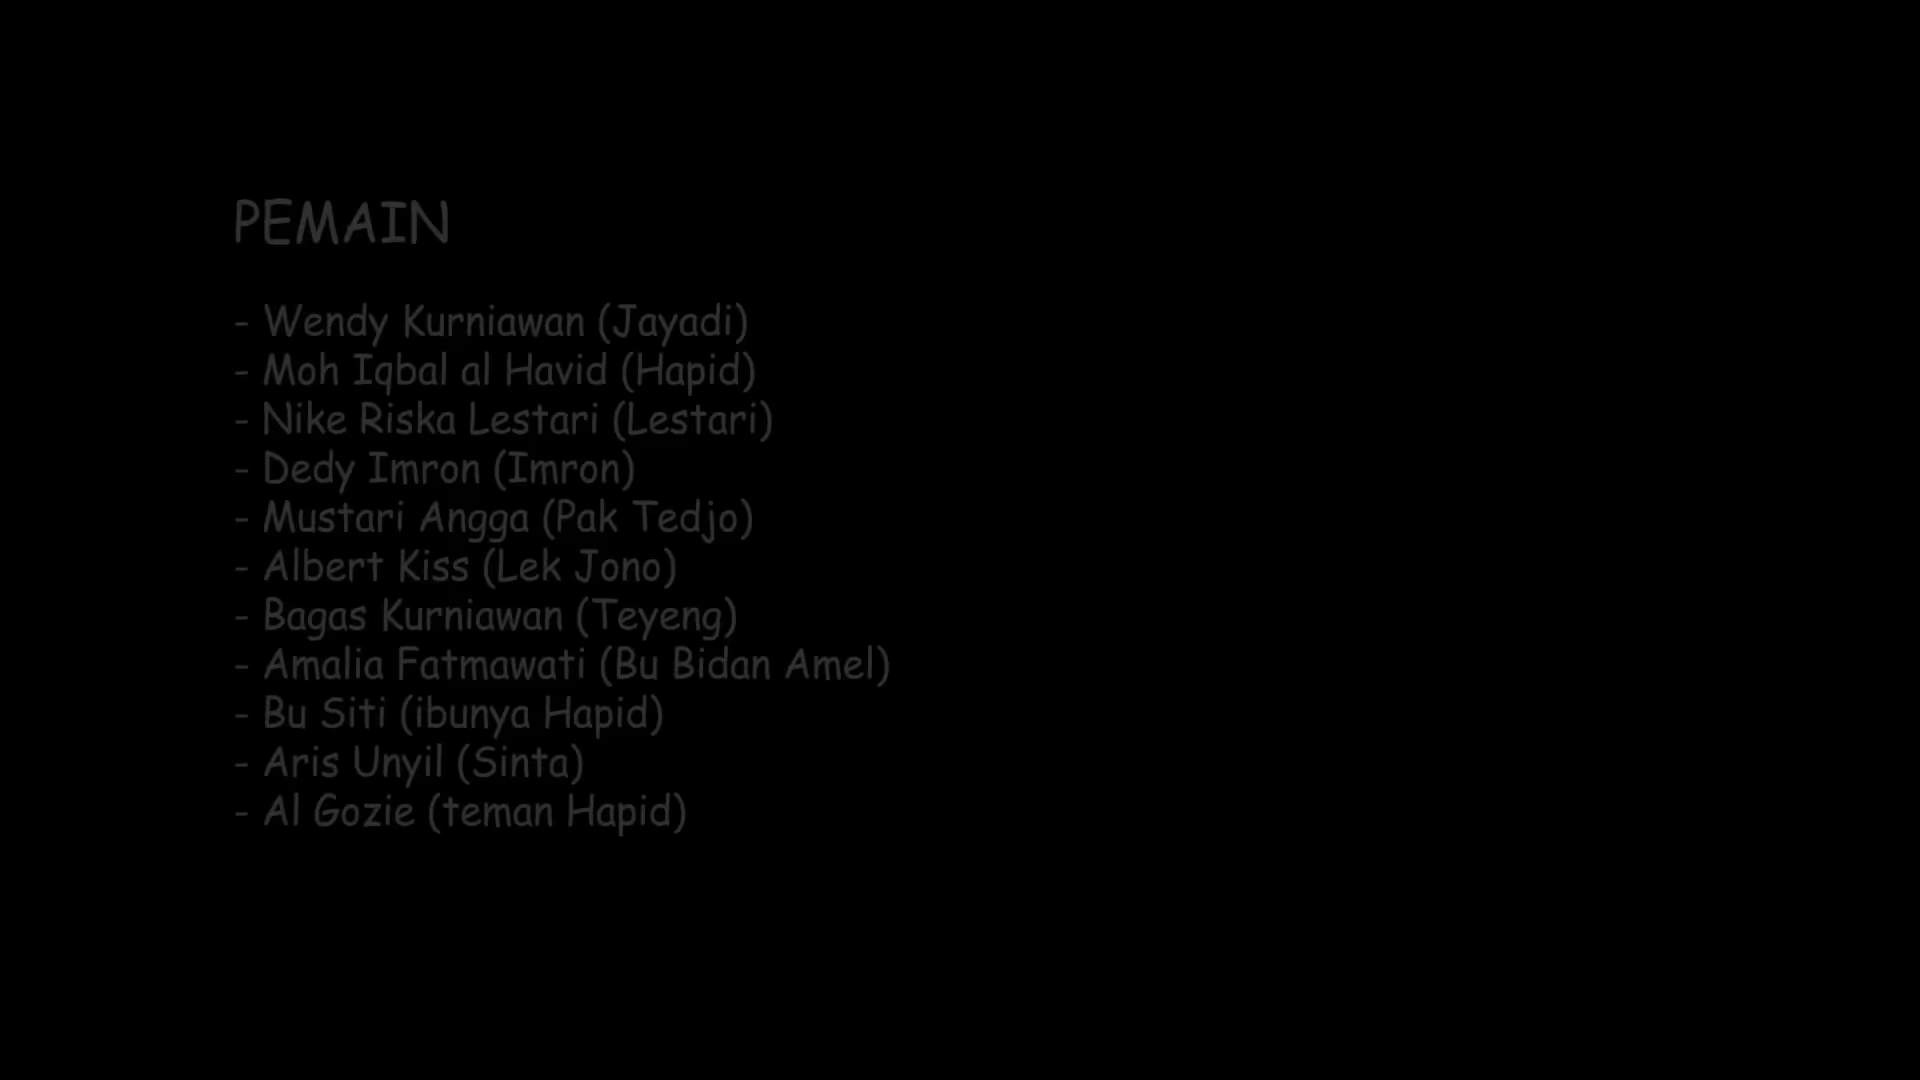 PEMAIN
- Wendy Kurniawan (Jayadi)
- Moh Iqbal al Havid (Hapid)
- Nike Riska Lestari (Lestari)
- Dedy Imron (Imron)
- Mustari Angga (Pak Tedjo)
- Albert Kiss (Lek Jono)
- Bagas Kurniawan (Teyeng)
- Amalia Fatmawati (Bu Bidan Amel)
- Bu Siti (ibunya Hapid)
- Aris Unyil (Sinta)
- Al Gozie (teman Hapid)